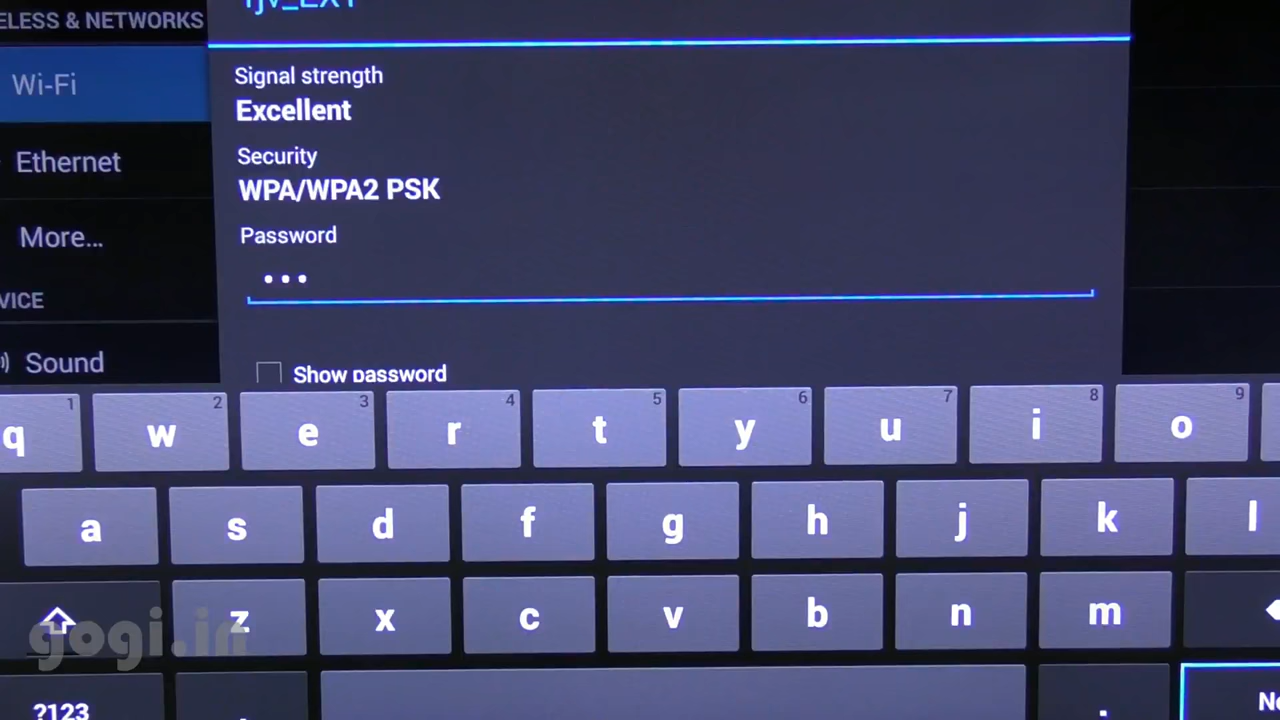 ELESS & NETWORKS
Wi-Fi
Ethernet
More...
VICE
Sound
Signal strength
Excellent
Security
WPA/WPA2 PSK
Password
•••
Show password
1 2 3 4 5 6 7 8 9
q w e r t y u i o
a s d f g h j k l
z x c v b n m
?123 , .
gogi.in